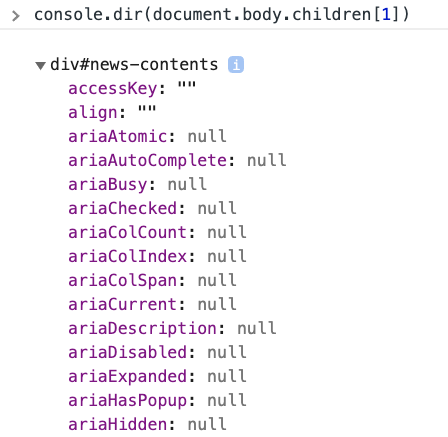 > console.dir(document.body.children[1])
▼ div#news-contents i
accessKey: ""
align: ""
ariaAtomic: null
ariaAutoComplete: null
ariaBusy: null
ariaChecked: null
ariaColCount: null
ariaColIndex: null
ariaColSpan: null
ariaCurrent: null
ariaDescription: null
ariaDisabled: null
ariaExpanded: null
ariaHasPopup: null
ariaHidden: null